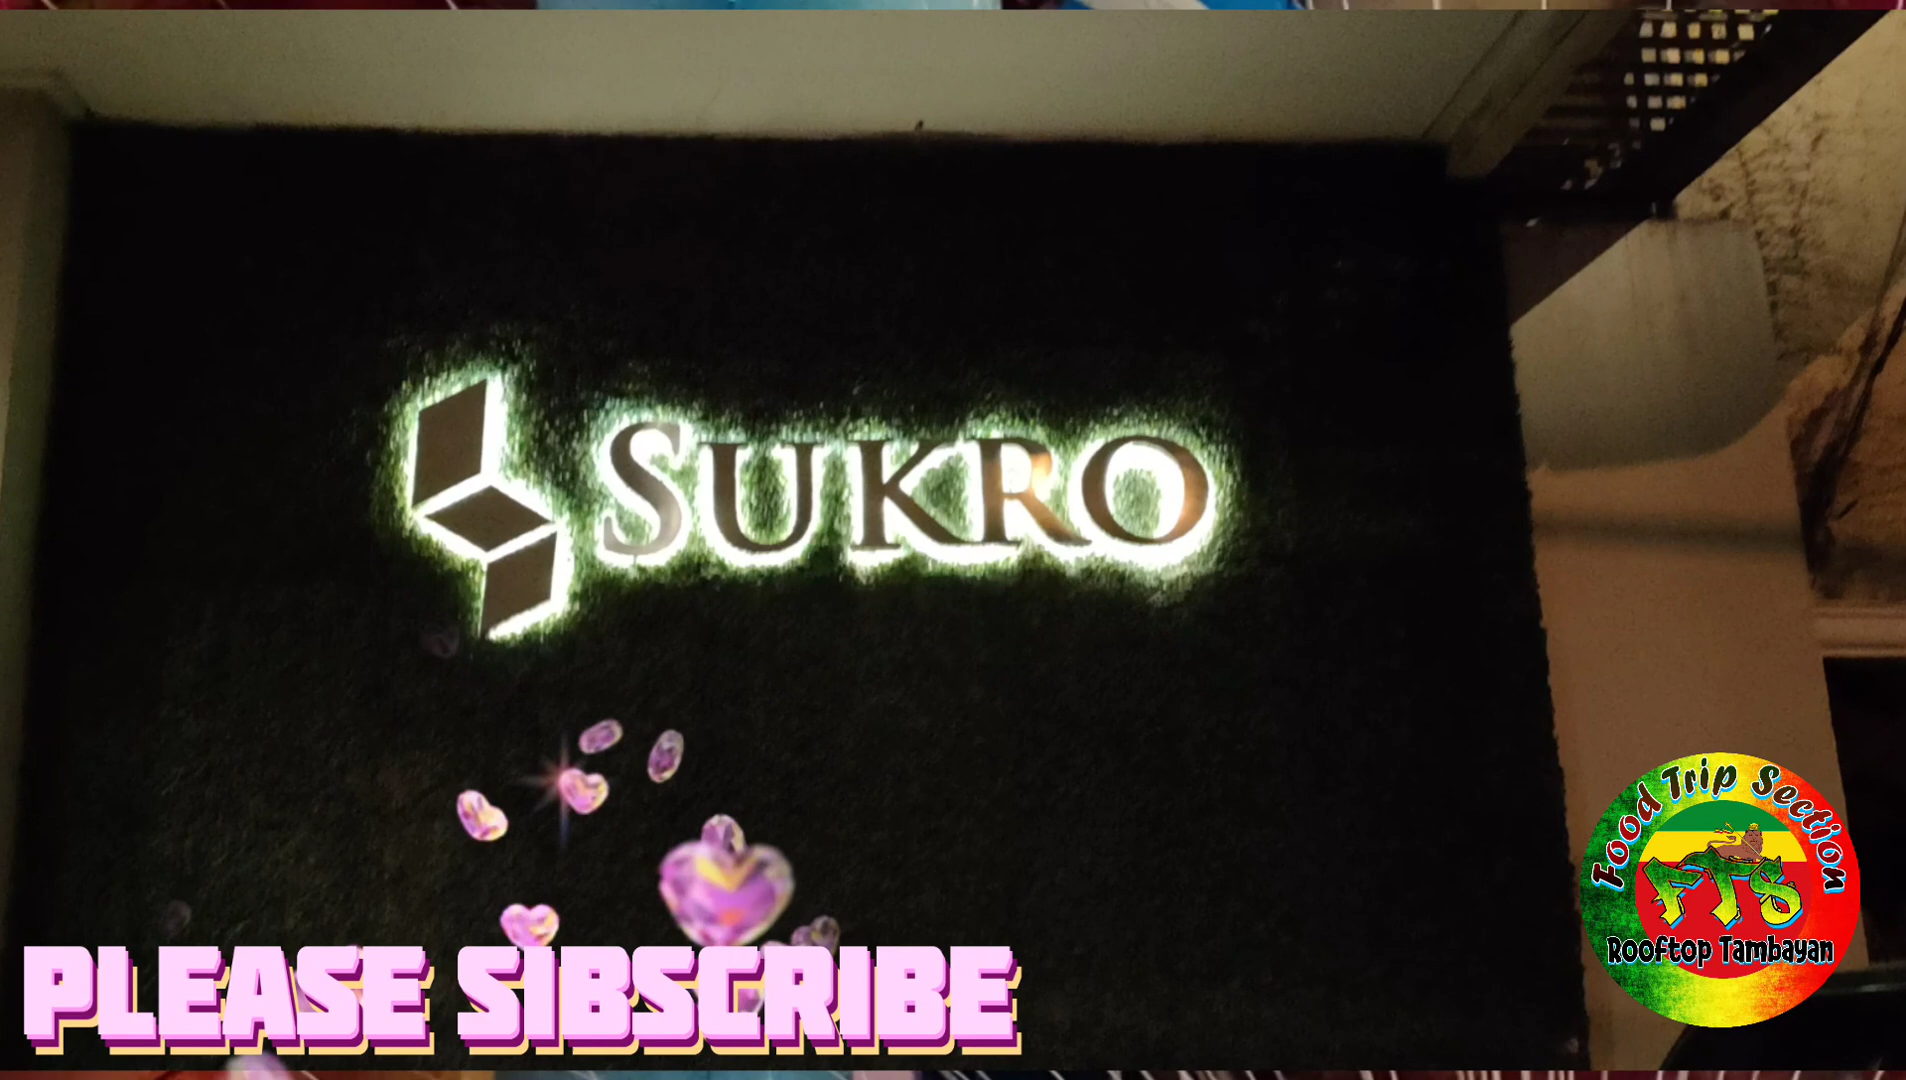 SUKRO
Food Trip Section
FTS
Rooftop Tambayan
PLEASE SIBSCRIBE